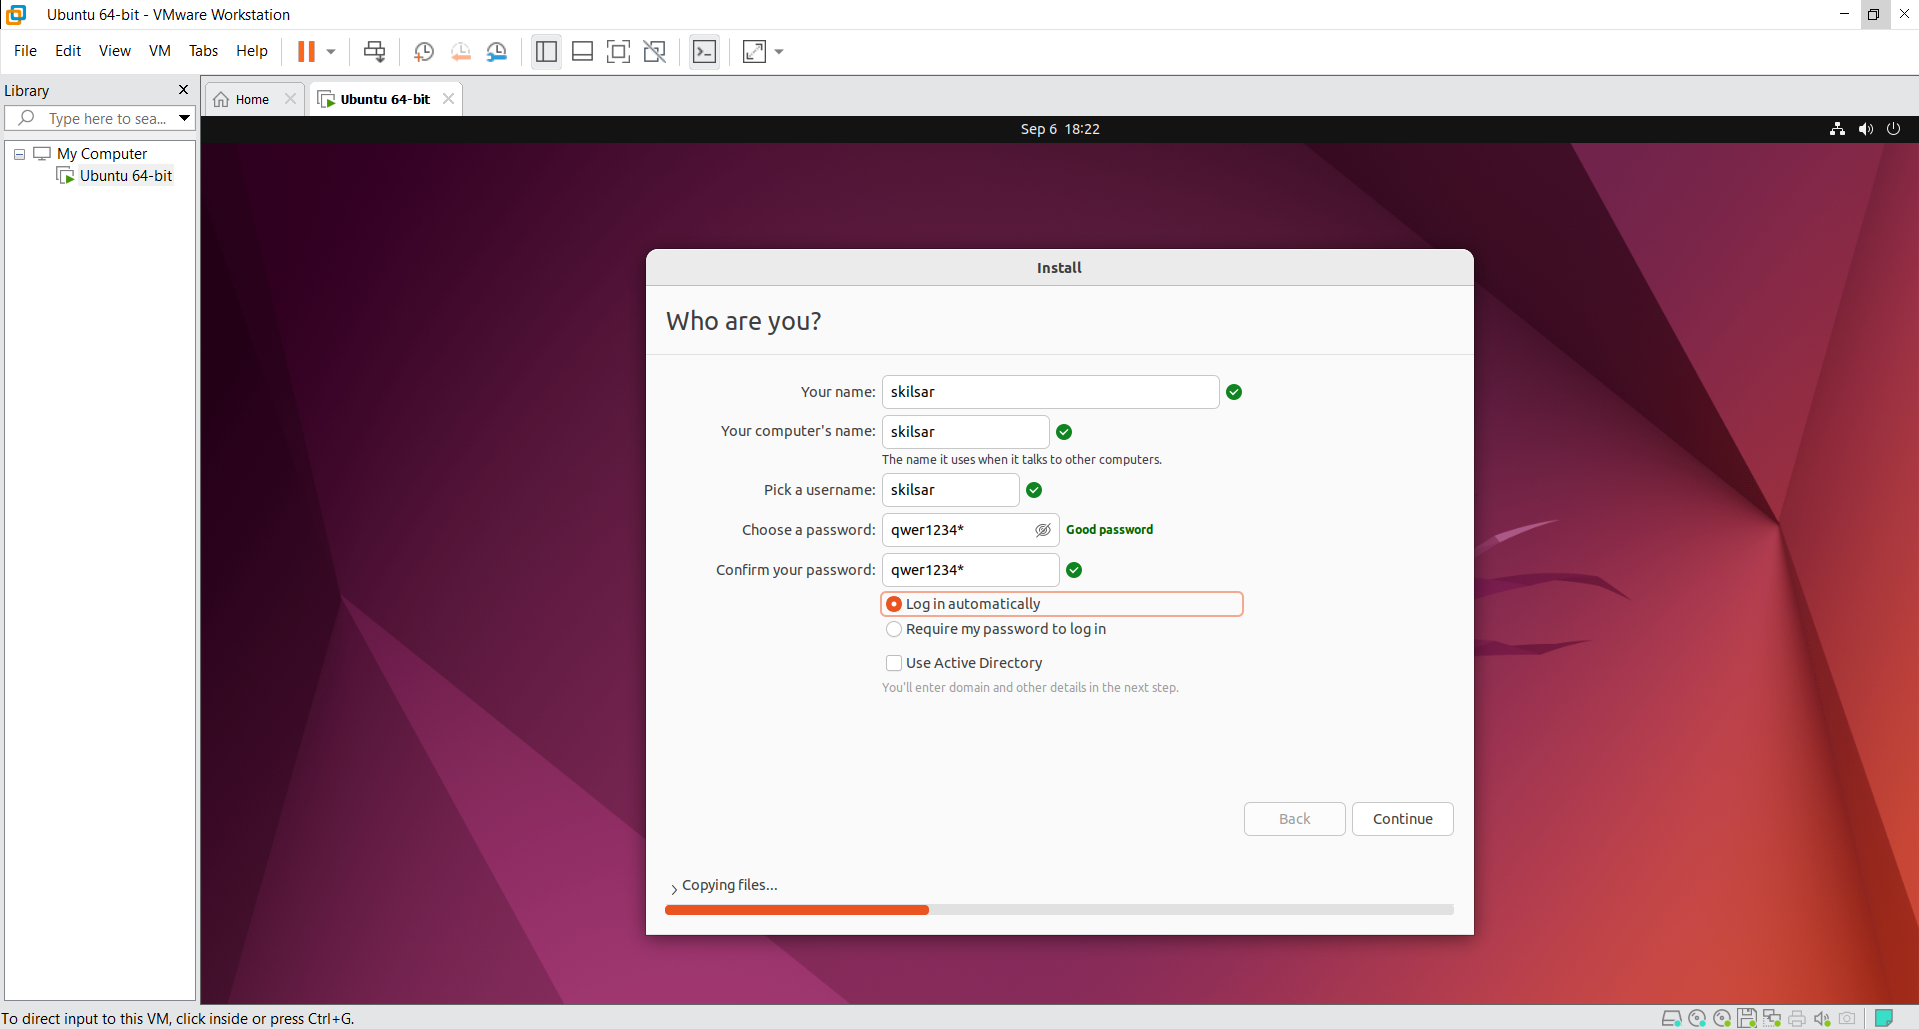 Ubuntu 64-bit - VMware Workstation
File Edit View VM Tabs Help
Library
Type here to sea...
My Computer
Ubuntu 64-bit
Home
Ubuntu 64-bit
Sep 6 18:22
Install
Who are you?
Your name: skilsar
Your computer's name: skilsar
The name it uses when it talks to other computers.
Pick a username: skilsar
Choose a password: qwer1234* Good password
Confirm your password: qwer1234*
Log in automatically
Require my password to log in
Use Active Directory
You'll enter domain and other details in the next step.
Back Continue
Copying files...
To direct input to this VM, click inside or press Ctrl+G.